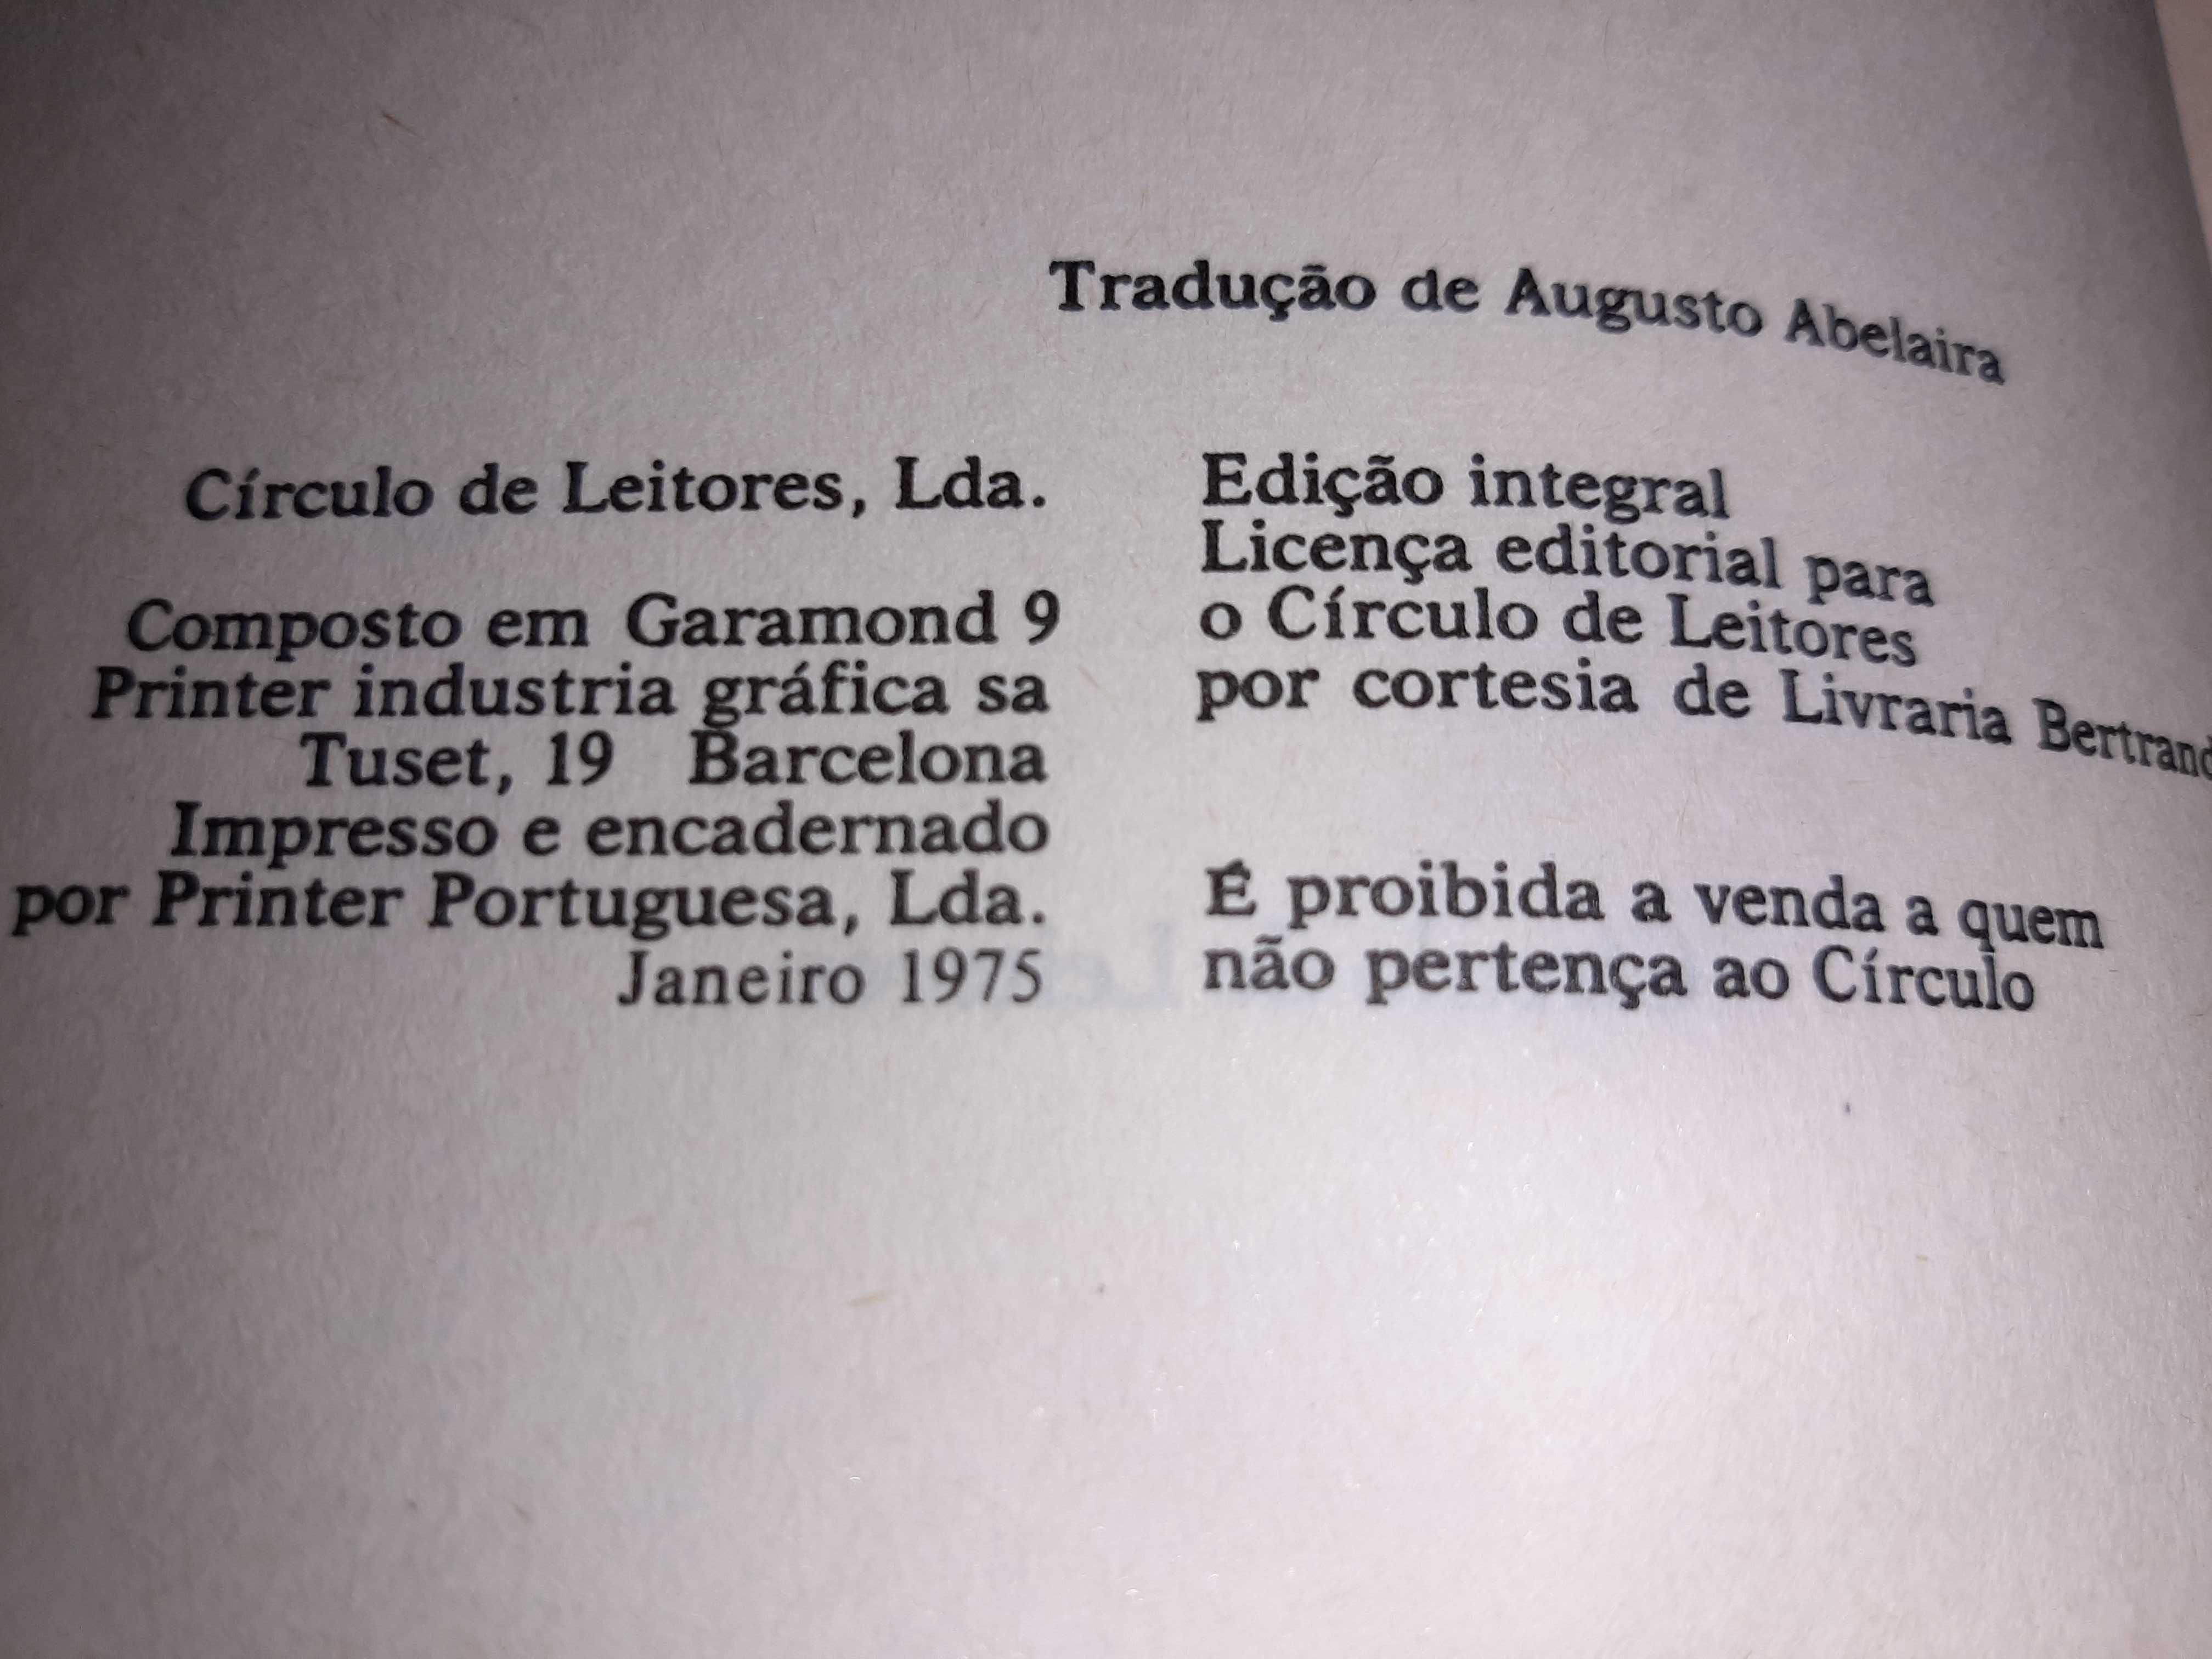 Tradução de Augusto Abelaira
Círculo de Leitores, Lda.
Composto em Garamond 9
Printer industria gráfica sa
Tuset, 19 Barcelona
Impresso e encadernado
por Printer Portuguesa, Lda.
Janeiro 1975
Edição integral
Licença editorial para
o Círculo de Leitores
por cortesia de Livraria Bertrand
É proibida a venda a quem
não pertença ao Círculo